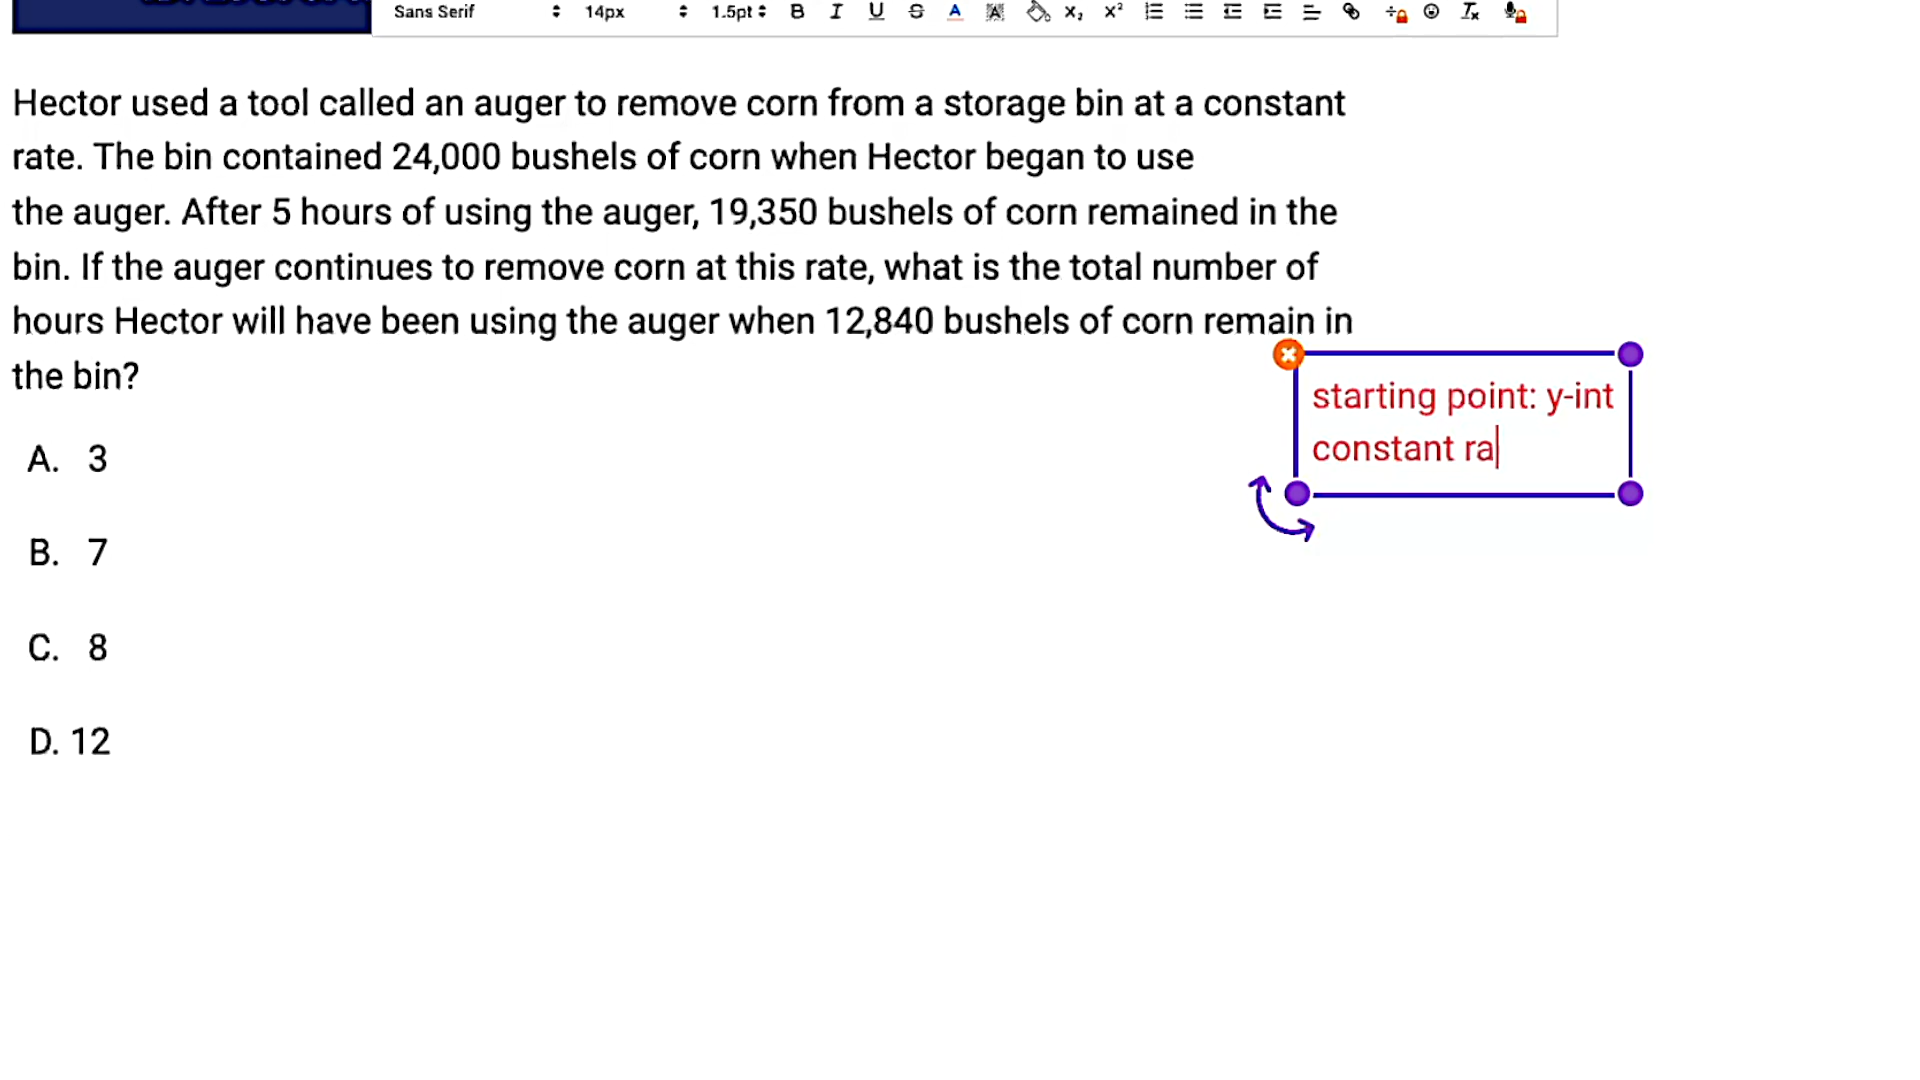 Sans Serif 14px 1.5pt B I U S A A X₂ X² Tx
Hector used a tool called an auger to remove corn from a storage bin at a constant
rate. The bin contained 24,000 bushels of corn when Hector began to use
the auger. After 5 hours of using the auger, 19,350 bushels of corn remained in the
bin. If the auger continues to remove corn at this rate, what is the total number of
hours Hector will have been using the auger when 12,840 bushels of corn remain in
the bin?
starting point: y-int
constant ra
A. 3
B. 7
C. 8
D. 12